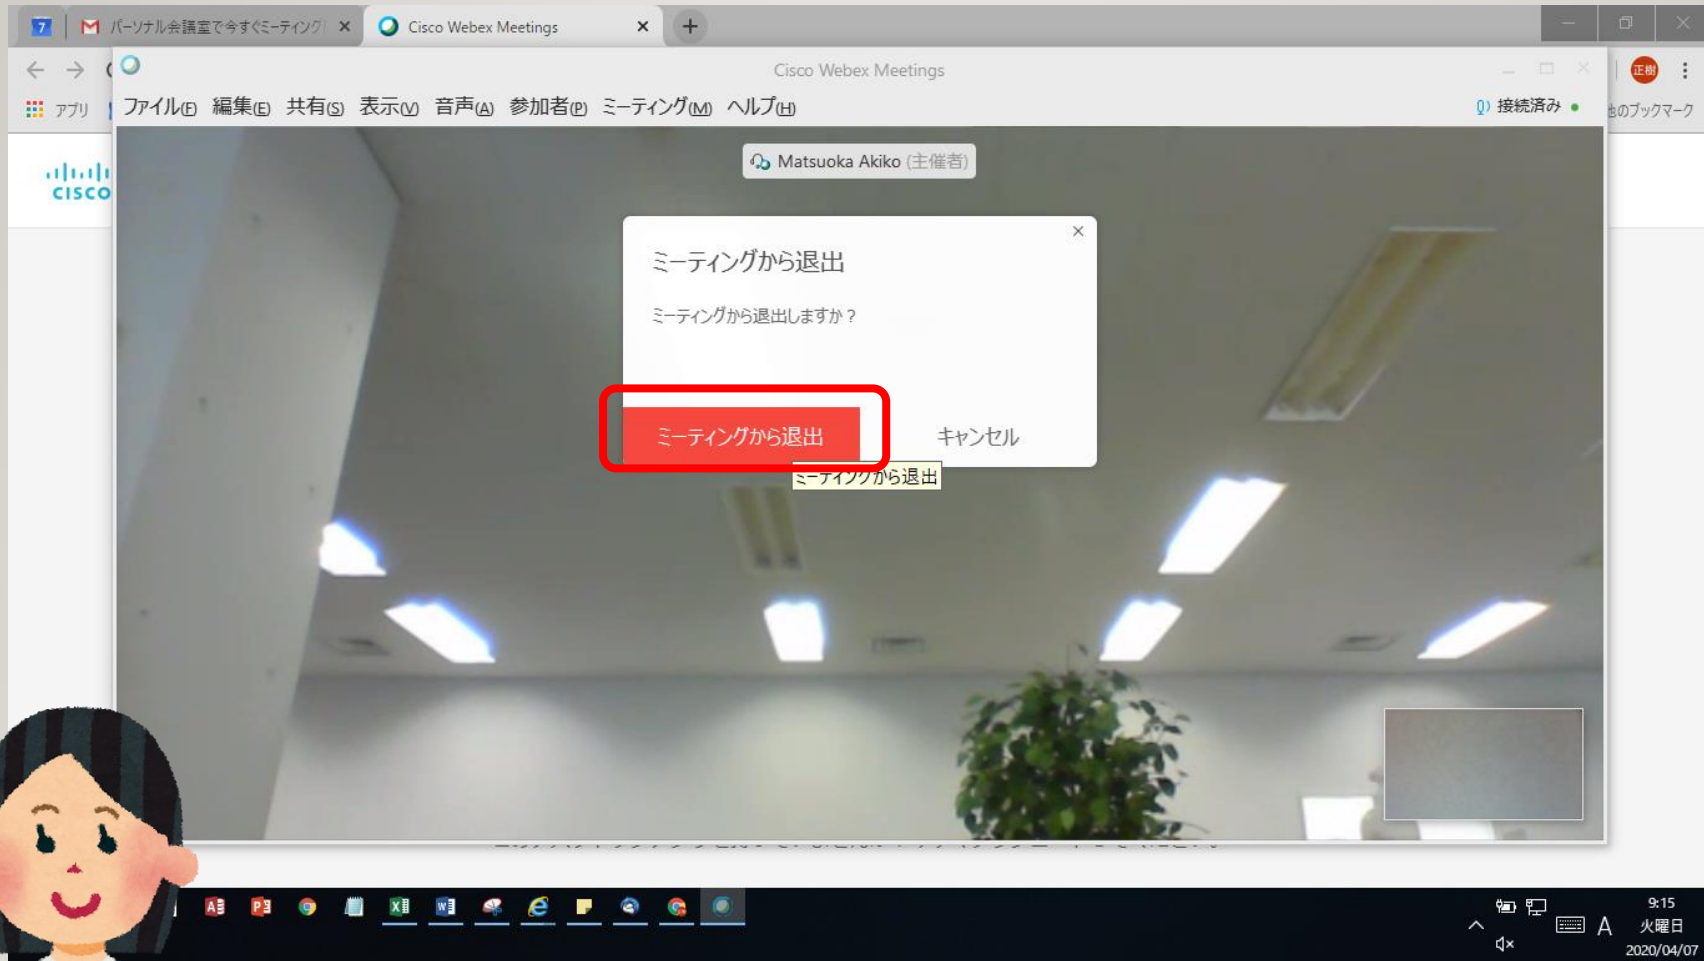 7
パーソナル会議室で今すぐミーティング
Cisco Webex Meetings
Cisco Webex Meetings
正樹
アプリ
のブックマーク
ファイル(F) 編集(E) 共有(S) 表示(V) 音声(A) 参加者(P) ミーティング(M) ヘルプ(H)
接続済み
CISCO
Matsuoka Akiko (主催者)
ミーティングから退出
ミーティングから退出しますか?
ミーティングから退出
キャンセル
ミーティングから退出
A
9:15
火曜日
2020/04/07